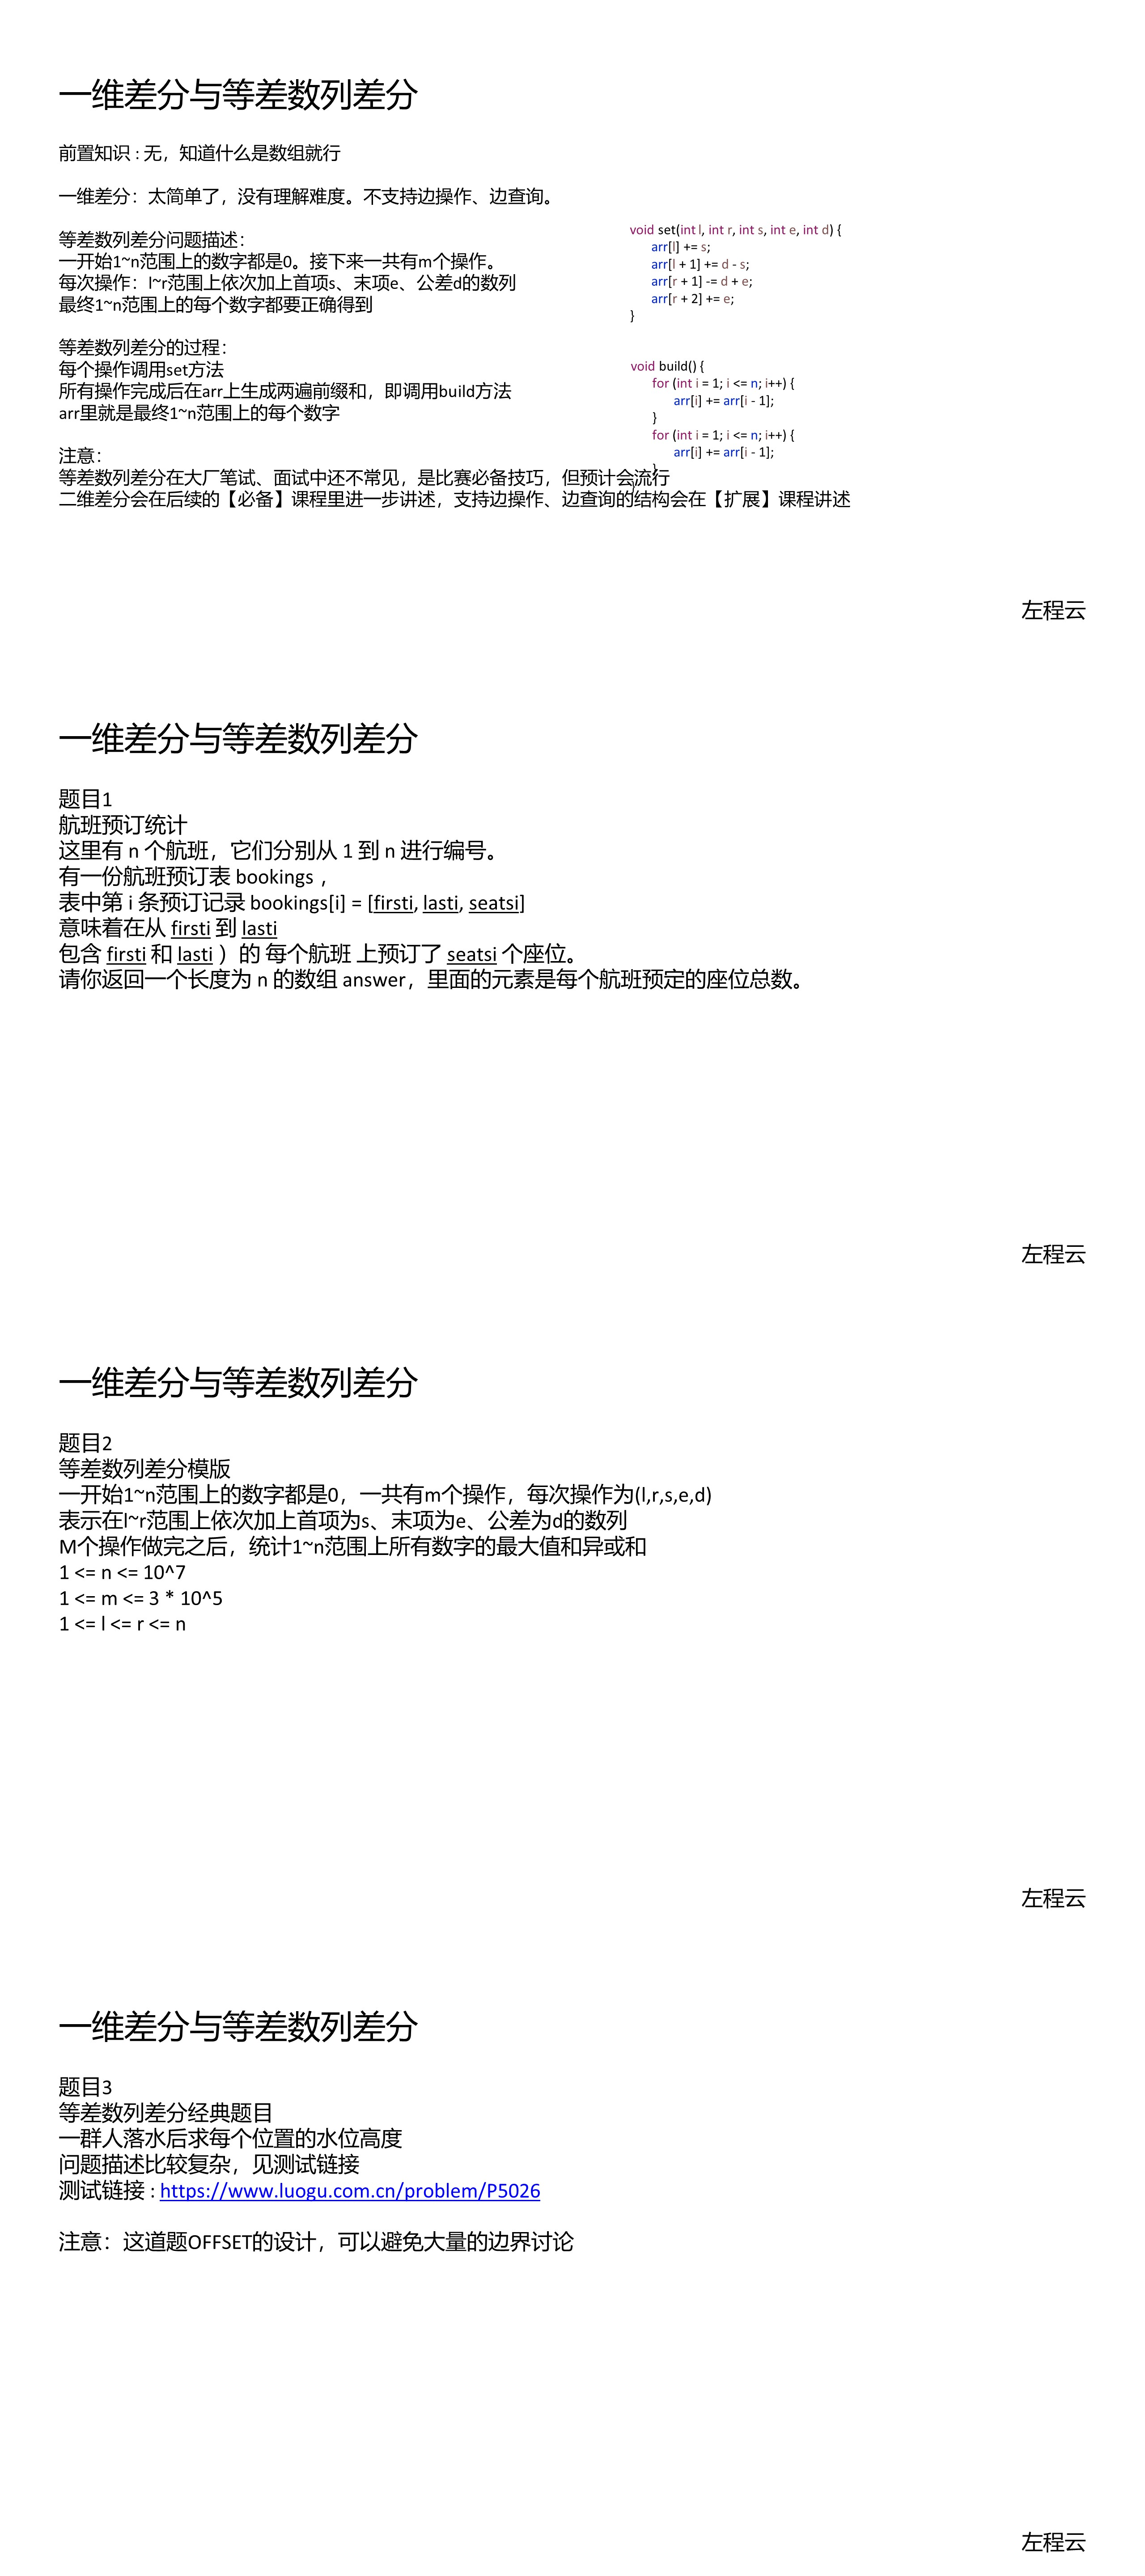 一维差分与等差数列差分
前置知识 : 无，知道什么是数组就行
一维差分：太简单了，没有理解难度。不支持边操作、边查询。
等差数列差分问题描述：
一开始1~n范围上的数字都是0。接下来一共有m个操作。
每次操作：l~r范围上依次加上首项s、末项e、公差d的数列
最终1~n范围上的每个数字都要正确得到
等差数列差分的过程：
每个操作调用set方法
所有操作完成后在arr上生成两遍前缀和，即调用build方法
arr里就是最终1~n范围上的每个数字
注意：
等差数列差分在大厂笔试、面试中还不常见，是比赛必备技巧，但预计会流行
二维差分会在后续的【必备】课程里进一步讲述，支持边操作、边查询的结构会在【扩展】课程讲述
void set(int l, int r, int s, int e, int d) {
arr[l] += s;
arr[l + 1] += d - s;
arr[r + 1] -= d + e;
arr[r + 2] += e;
}
void build() {
for (int i = 1; i <= n; i++) {
arr[i] += arr[i - 1];
}
for (int i = 1; i <= n; i++) {
arr[i] += arr[i - 1];
}
}
左程云
一维差分与等差数列差分
题目1
航班预订统计
这里有 n 个航班，它们分别从 1 到 n 进行编号。
有一份航班预订表 bookings ，
表中第 i 条预订记录 bookings[i] = [firsti, lasti, seatsi]
意味着在从 firsti 到 lasti
包含 firsti 和 lasti ）的 每个航班 上预订了 seatsi 个座位。
请你返回一个长度为 n 的数组 answer，里面的元素是每个航班预定的座位总数。
左程云
一维差分与等差数列差分
题目2
等差数列差分模版
一开始1~n范围上的数字都是0，一共有m个操作，每次操作为(l,r,s,e,d)
表示在l~r范围上依次加上首项为s、末项为e、公差为d的数列
M个操作做完之后，统计1~n范围上所有数字的最大值和异或和
1 <= n <= 10^7
1 <= m <= 3 * 10^5
1 <= l <= r <= n
左程云
一维差分与等差数列差分
题目3
等差数列差分经典题目
一群人落水后求每个位置的水位高度
问题描述比较复杂，见测试链接
测试链接 : https://www.luogu.com.cn/problem/P5026
注意：这道题OFFSET的设计，可以避免大量的边界讨论
左程云